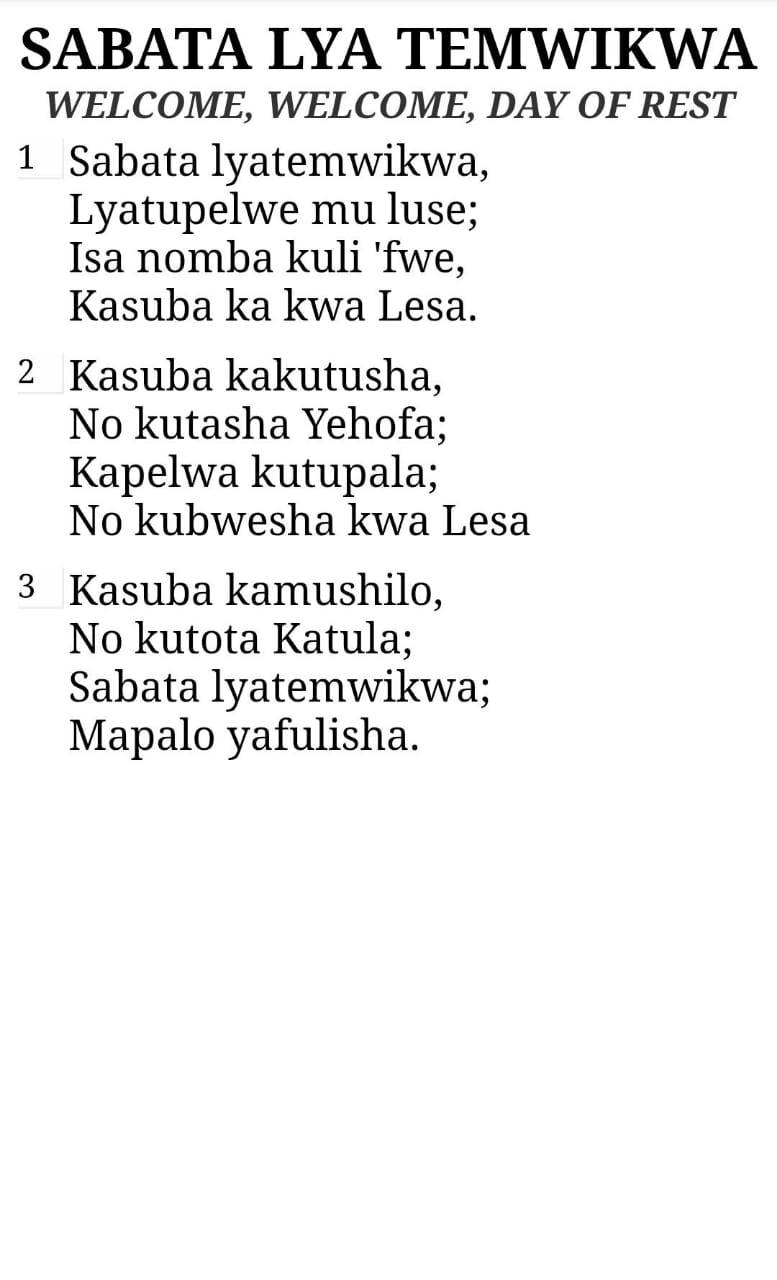 SABATA LYA TEMWIKWA
WELCOME, WELCOME, DAY OF REST
1 Sabata lyatemwikwa,
Lyatupelwe mu luse;
Isa nomba kuli 'fwe,
Kasuba ka kwa Lesa.
2 Kasuba kakutusha,
No kutasha Yehofa;
Kapelwa kutupala;
No kubwesha kwa Lesa
3 Kasuba kamushilo,
No kutota Katula;
Sabata lyatemwikwa;
Mapalo yafulisha.